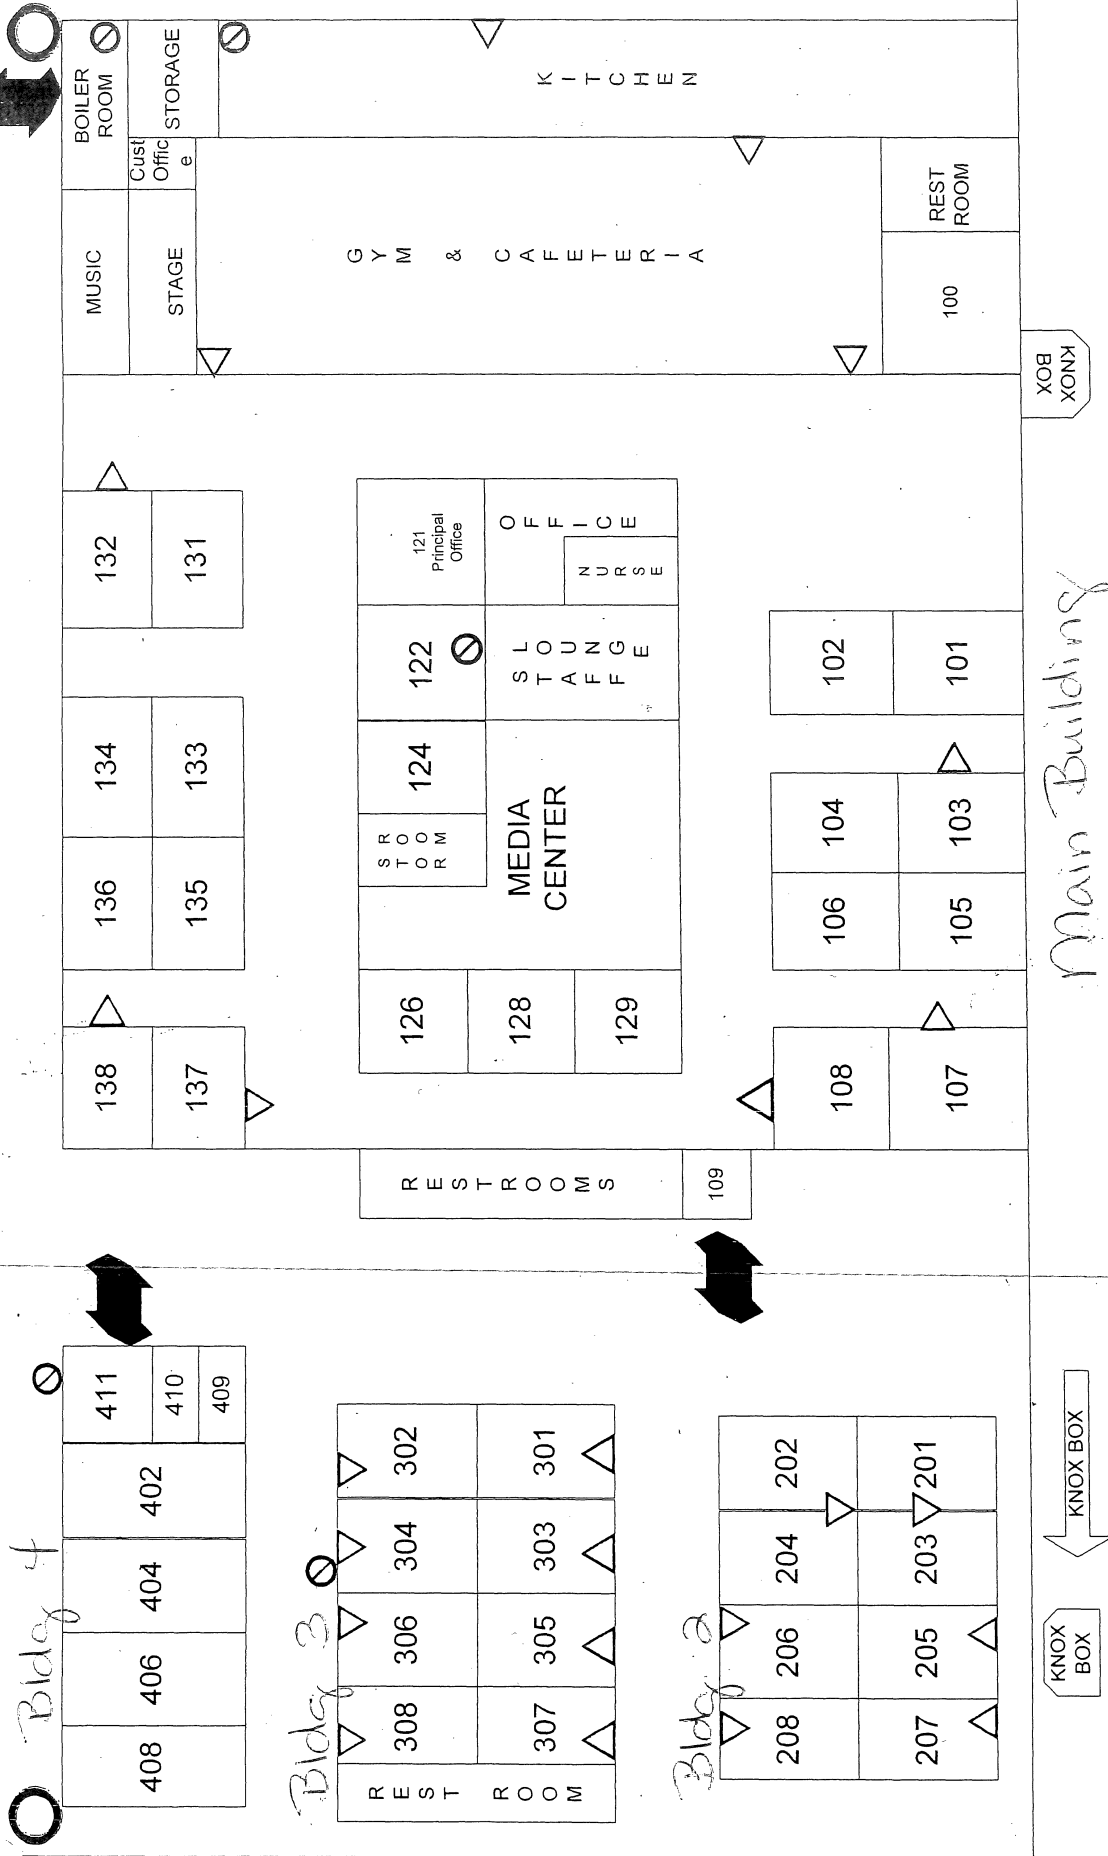 BOILER
ROOM
STORAGE
KITCHEN
Cust
Offic
e
MUSIC
STAGE
GYM & CAFETERIA
REST
ROOM
100
KNOX
BOX
132
131
121
Principal
Office
OFFICE
NURSE
134
133
122
STAFF
LOUNGE
102
101
136
135
124
STOR
ROOM
MEDIA
CENTER
104
103
106
105
126
128
129
138
137
108
107
RESTROOMS
109
Main Building
411
410
409
402
404
406
408
Bldg 4
302
301
304
303
306
305
308
307
REST ROOM
Bldg 3
202
201
204
203
206
205
208
207
Bldg 2
KNOX BOX
KNOX
BOX